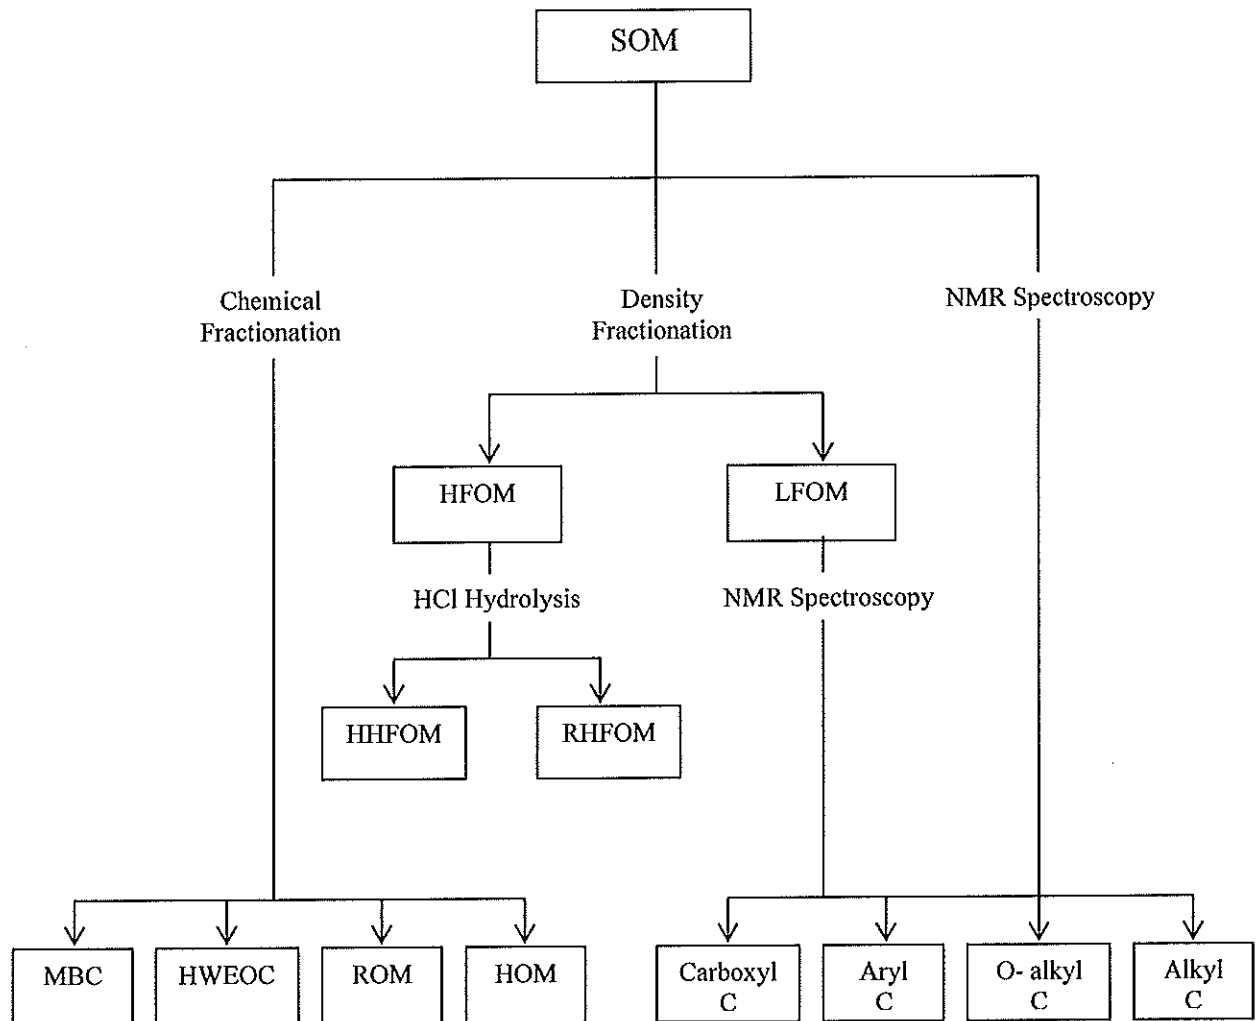 SOM
Chemical
Fractionation
Density
Fractionation
NMR Spectroscopy
HFOM
LFOM
HCl Hydrolysis
NMR Spectroscopy
HHFOM
RHFOM
MBC
HWEOC
ROM
HOM
Carboxyl
C
Aryl
C
O- alkyl
C
Alkyl
C